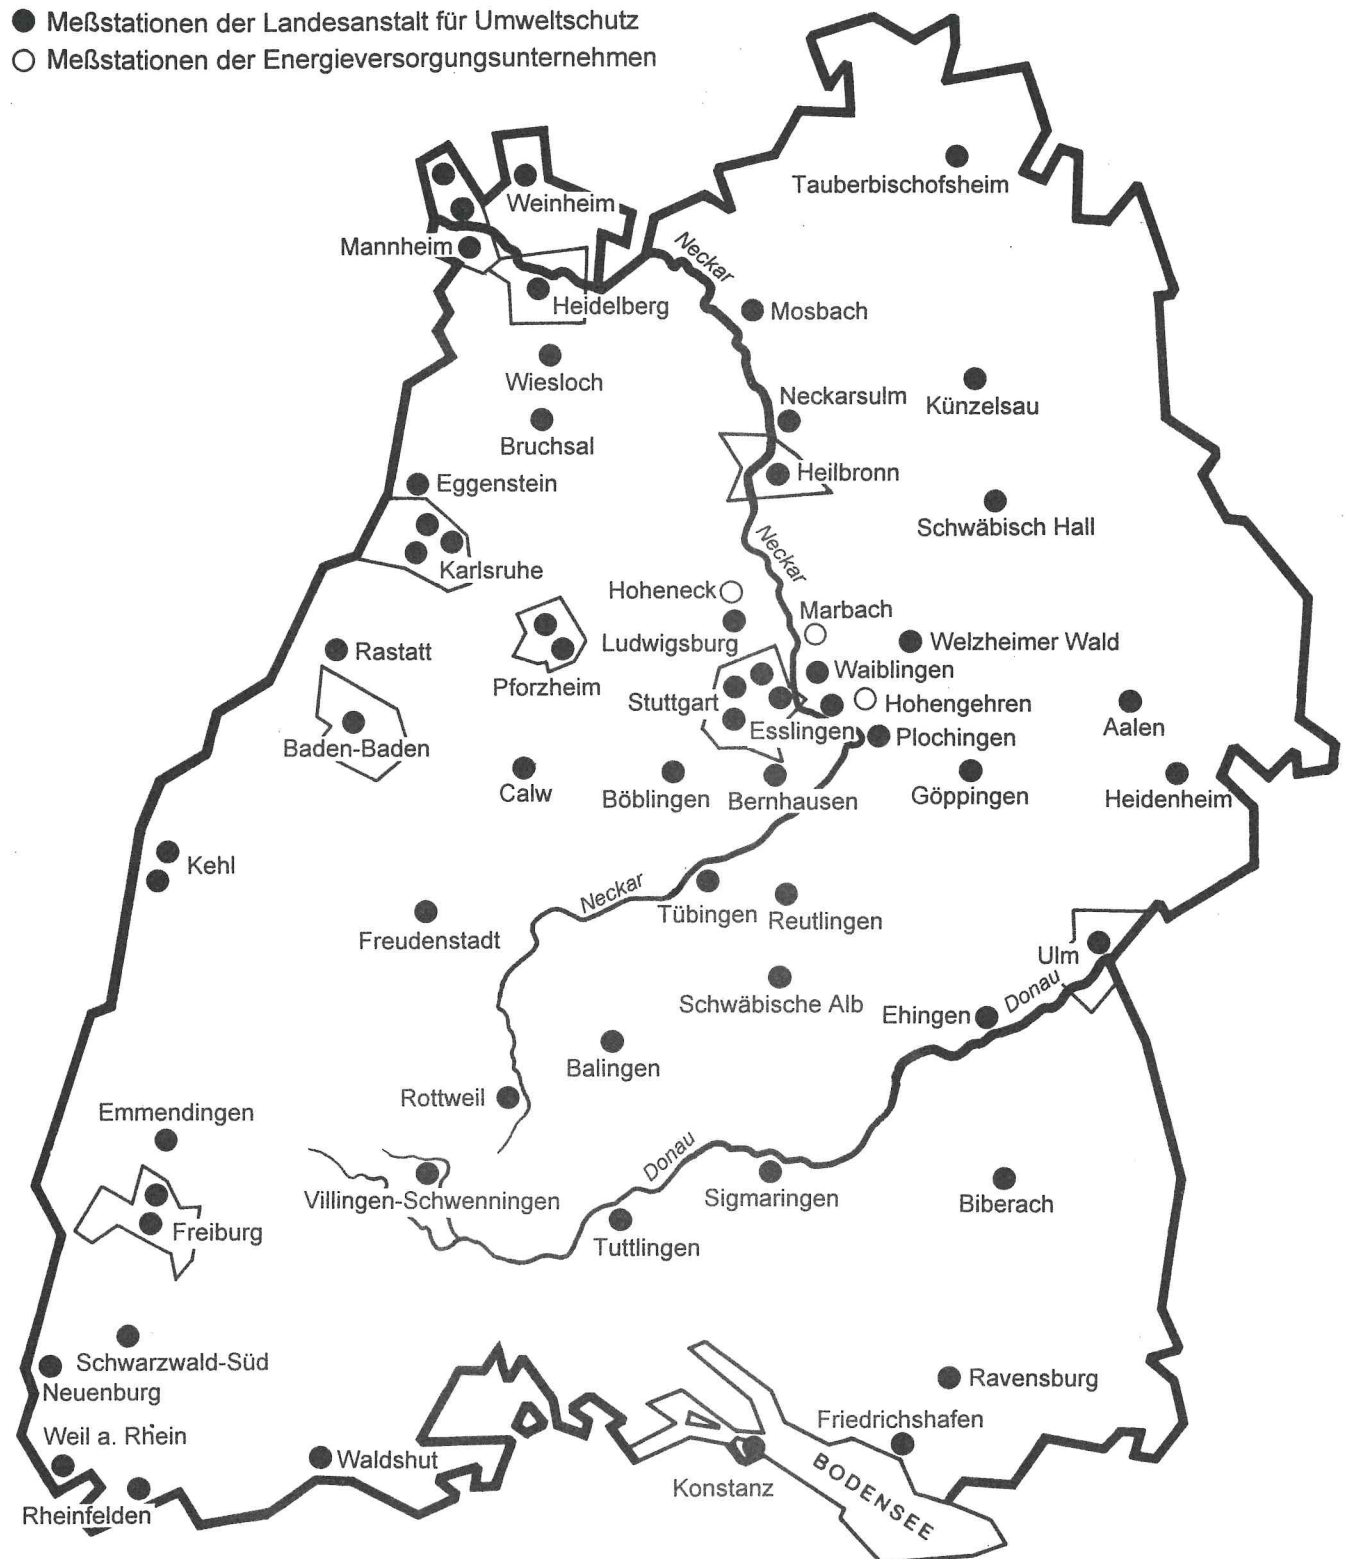 Meßstationen der Landesanstalt für Umweltschutz
Meßstationen der Energieversorgungsunternehmen
Tauberbischofsheim
Weinheim
Mannheim
Neckar
Heidelberg
Mosbach
Wiesloch
Neckarsulm
Künzelsau
Bruchsal
Heilbronn
Eggenstein
Schwäbisch Hall
Neckar
Karlsruhe
Hoheneck
Marbach
Ludwigsburg
Welzheimer Wald
Rastatt
Waiblingen
Pforzheim
Stuttgart
Hohengehren
Esslingen
Aalen
Plochingen
Baden-Baden
Calw
Böblingen
Bernhausen
Göppingen
Heidenheim
Kehl
Neckar
Tübingen
Reutlingen
Freudenstadt
Ulm
Schwäbische Alb
Donau
Ehingen
Balingen
Rottweil
Emmendingen
Donau
Villingen-Schwenningen
Sigmaringen
Biberach
Freiburg
Tuttlingen
Schwarzwald-Süd
Neuenburg
Ravensburg
Friedrichshafen
Weil a. Rhein
Waldshut
Konstanz
BODENSEE
Rheinfelden